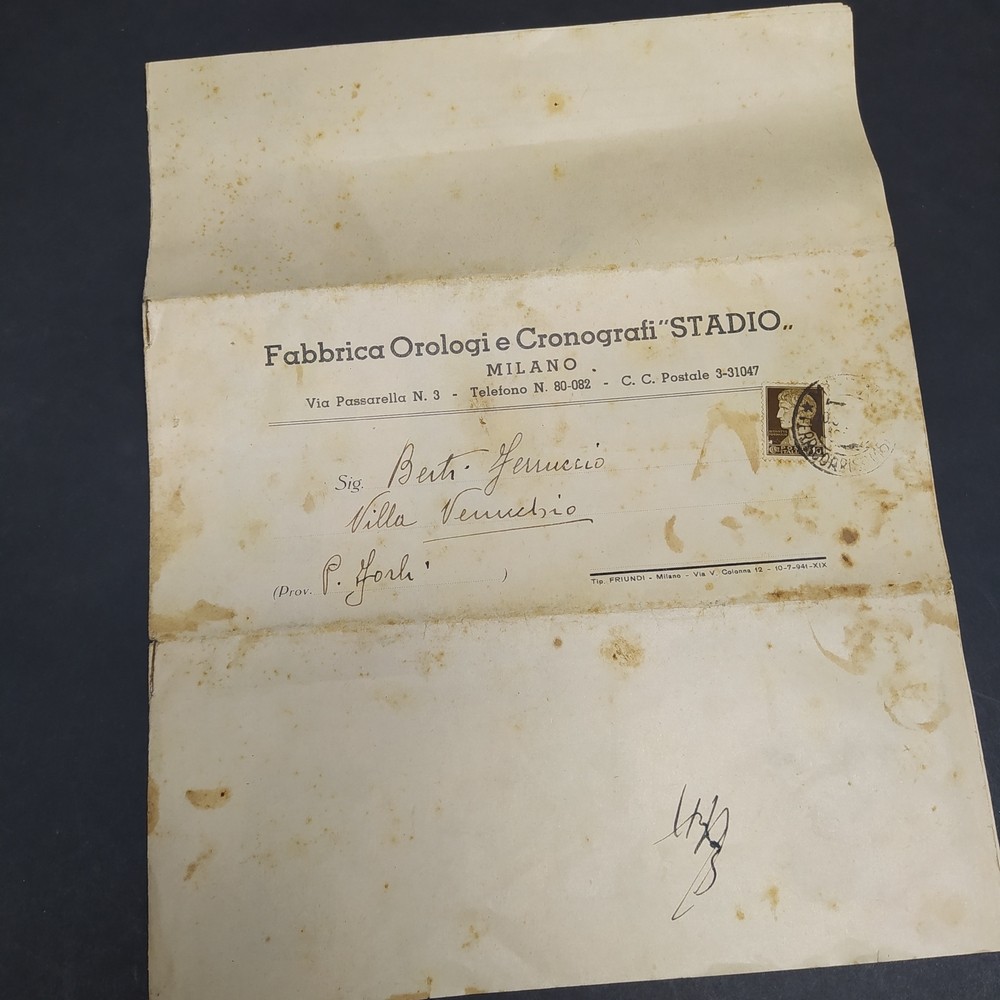 Fabbrica Orologi e Cronografi "STADIO„
MILANO .
Via Passarella N. 3 - Telefono N. 80-082 - C. C. Postale 3-31047
Sig. Berti Ferruccio
Villa Verucchio
(Prov. P. Forlì )
Tip. FRIUNDI - Milano - Via V. Colonna 12 - 10-7-941-XIX